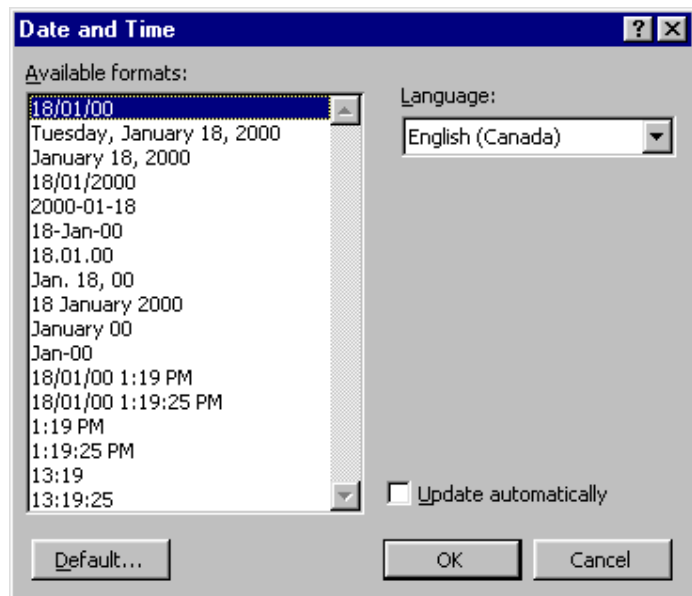 Date and Time
Available formats:
18/01/00
Tuesday, January 18, 2000
January 18, 2000
18/01/2000
2000-01-18
18-Jan-00
18.01.00
Jan. 18, 00
18 January 2000
January 00
Jan-00
18/01/00 1:19 PM
18/01/00 1:19:25 PM
1:19 PM
1:19:25 PM
13:19
13:19:25
Language:
English (Canada)
Update automatically
Default...
OK
Cancel